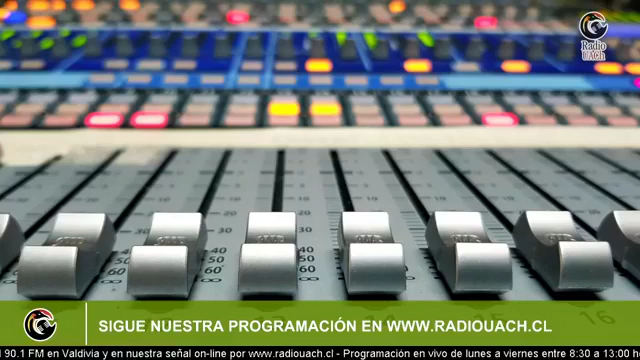 Radio
UACh
SIGUE NUESTRA PROGRAMACIÓN EN WWW.RADIOUACH.CL
90.1 FM en Valdivia y en nuestra señal on-line por www.radiouach.cl - Programación en vivo de lunes a viernes entre 8:30 a 13:00